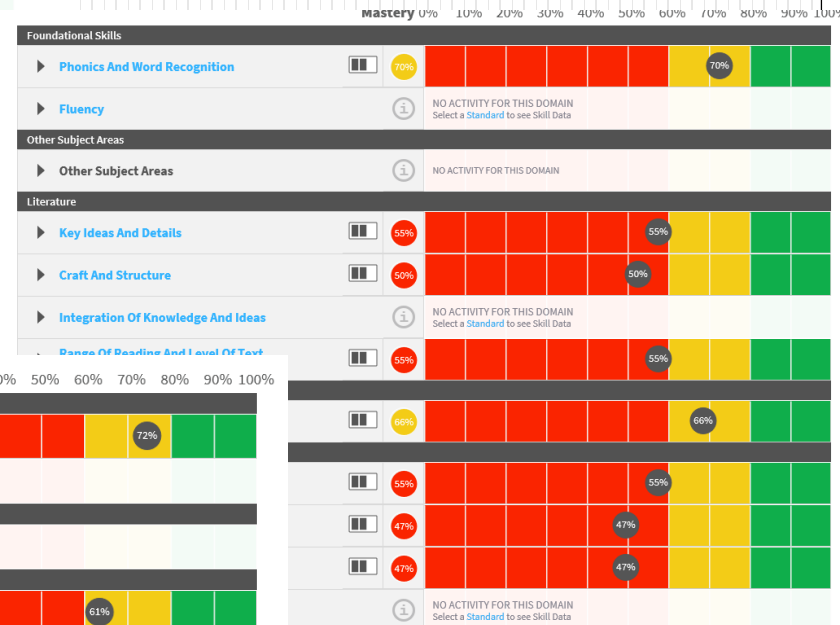 Mastery 0% 10% 20% 30% 40% 50% 60% 70% 80% 90% 100%
Foundational Skills
Phonics And Word Recognition 70% 70%
Fluency i NO ACTIVITY FOR THIS DOMAIN
Select a Standard to see Skill Data
Other Subject Areas
Other Subject Areas i NO ACTIVITY FOR THIS DOMAIN
Literature
Key Ideas And Details 55% 55%
Craft And Structure 50% 50%
Integration Of Knowledge And Ideas i NO ACTIVITY FOR THIS DOMAIN
Select a Standard to see Skill Data
Range Of Reading And Level Of Text 55% 55%
0% 50% 60% 70% 80% 90% 100%
66% 66%
72%
55% 55%
47% 47%
47% 47%
61% i NO ACTIVITY FOR THIS DOMAIN
Select a Standard to see Skill Data